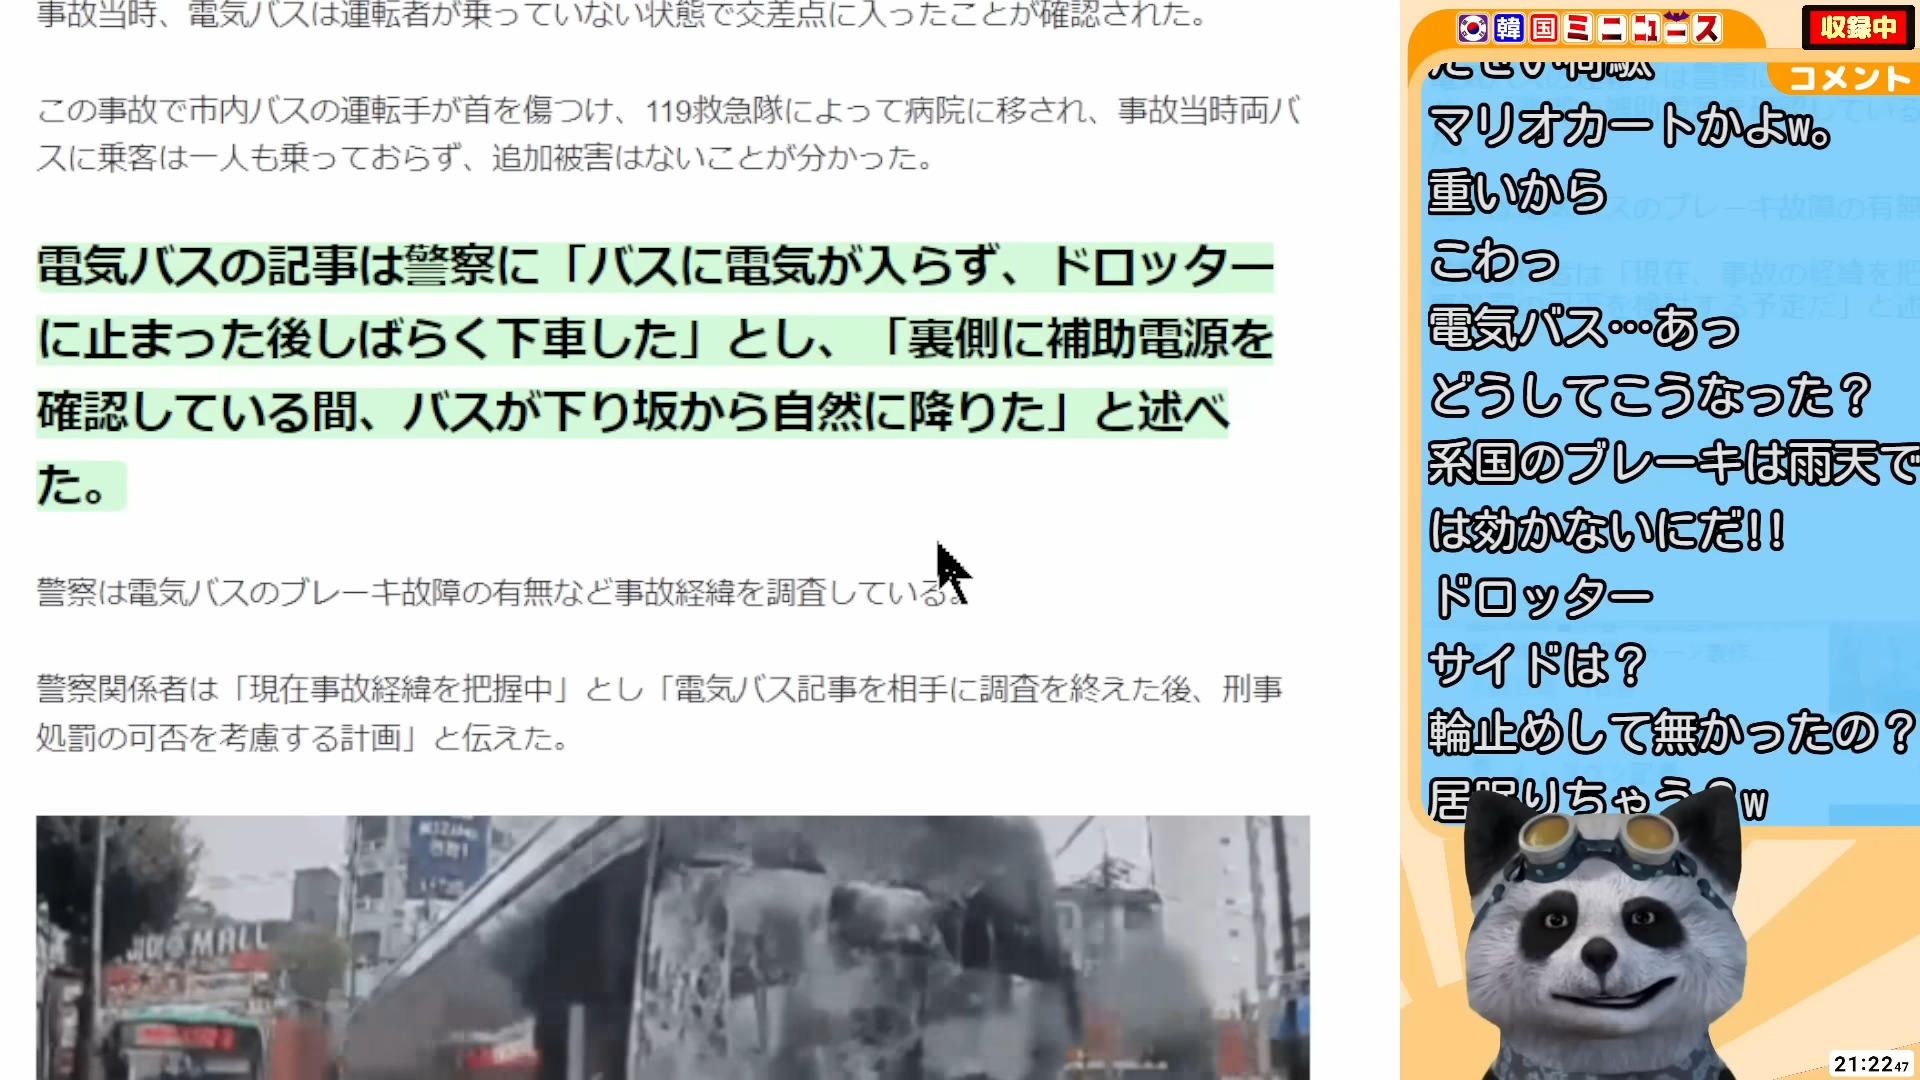 事故当時、電気バスは運転者が乗っていない状態で交差点に入ったことが確認された。
この事故で市内バスの運転手が首を傷つけ、119救急隊によって病院に移され、事故当時両バ
スに乗客は一人も乗っておらず、追加被害はないことが分かった。
電気バスの記事は警察に「バスに電気が入らず、ドロッター
に止まった後しばらく下車した」とし、「裏側に補助電源を
確認している間、バスが下り坂から自然に降りた」と述べ
た。
警察は電気バスのブレーキ故障の有無など事故経緯を調査している。
警察関係者は「現在事故経緯を把握中」とし「電気バス記事を相手に調査を終えた後、刑事
処罰の可否を考慮する計画」と伝えた。
MALL
韓国ミニニュース
収録中
コメント
マリオカートかよw。
重いから
こわっ
電気バス…あっ
どうしてこうなった？
系国のブレーキは雨天で
は効かないにだ!!
ドロッター
サイドは？
輪止めして無かったの？
居眠りちゃう？w
21:22 47